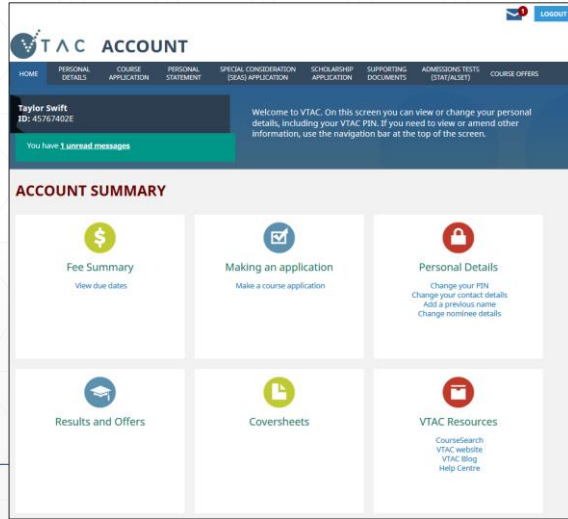 1
LOGOUT
VTAC ACCOUNT
HOME
PERSONAL DETAILS
COURSE APPLICATION
PERSONAL STATEMENT
SPECIAL CONSIDERATION (SEAS) APPLICATION
SCHOLARSHIP APPLICATION
SUPPORTING DOCUMENTS
ADMISSIONS TESTS (STAT/ALSET)
COURSE OFFERS
Taylor Swift
ID: 45767402E
You have 1 unread messages
Welcome to VTAC. On this screen you can view or change your personal
details, including your VTAC PIN. If you need to view or amend other
information, use the navigation bar at the top of the screen.
ACCOUNT SUMMARY
$
Fee Summary
View due dates
Making an application
Make a course application
Personal Details
Change your PIN
Change your contact details
Add a previous name
Change nominee details
Results and Offers
Coversheets
VTAC Resources
CourseSearch
VTAC website
VTAC Blog
Help Centre